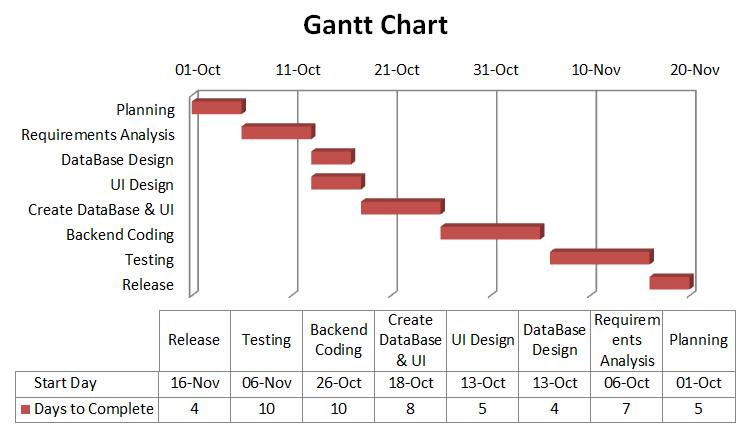 Gantt Chart
01-Oct 11-Oct 21-Oct 31-Oct 10-Nov 20-Nov
Planning
Requirements Analysis
DataBase Design
UI Design
Create DataBase & UI
Backend Coding
Testing
Release
Release Testing Backend Coding Create DataBase & UI UI Design DataBase Design Requirem ents Analysis Planning
Start Day 16-Nov 06-Nov 26-Oct 18-Oct 13-Oct 13-Oct 06-Oct 01-Oct
Days to Complete 4 10 10 8 5 4 7 5